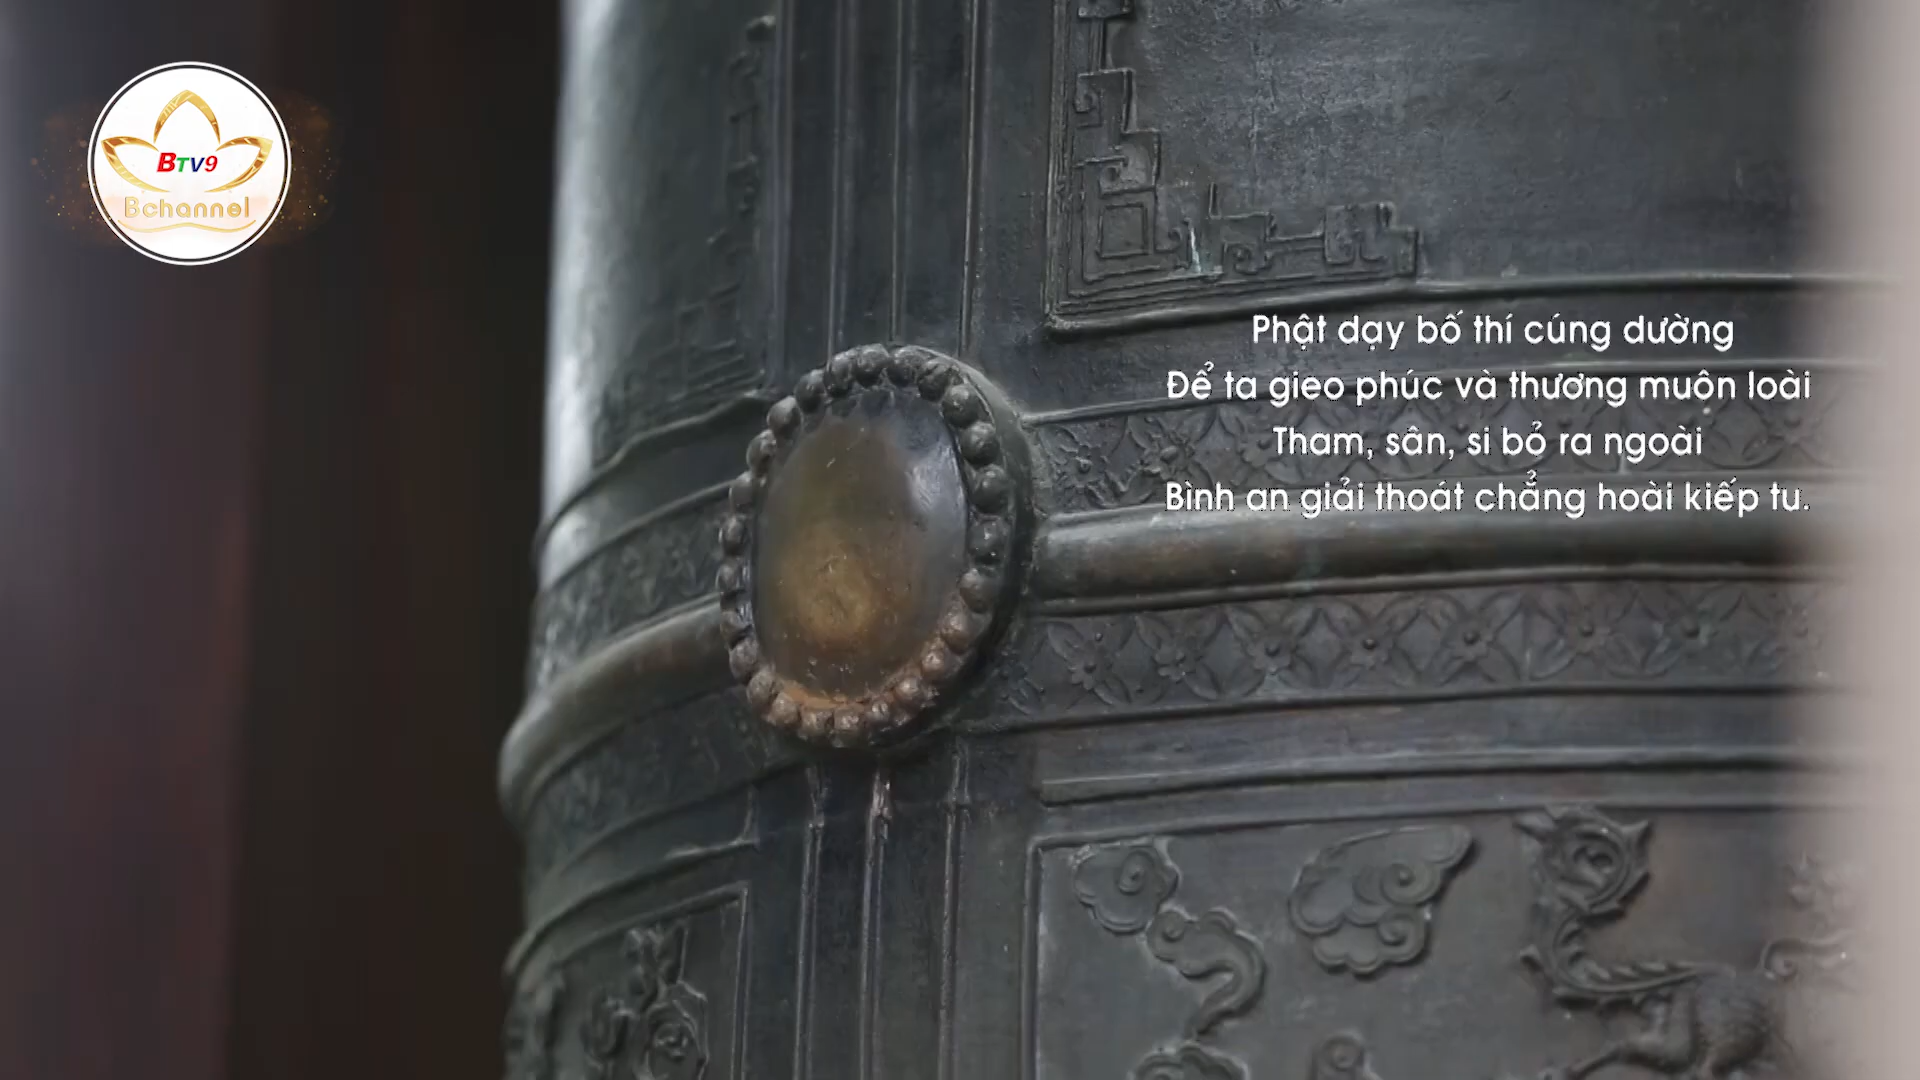 BTV9
Bchannel
Phật dạy bố thí cúng dường
Để ta gieo phúc và thương muôn loài
Tham, sân, si bỏ ra ngoài
Bình an giải thoát chẳng hoài kiếp tu.